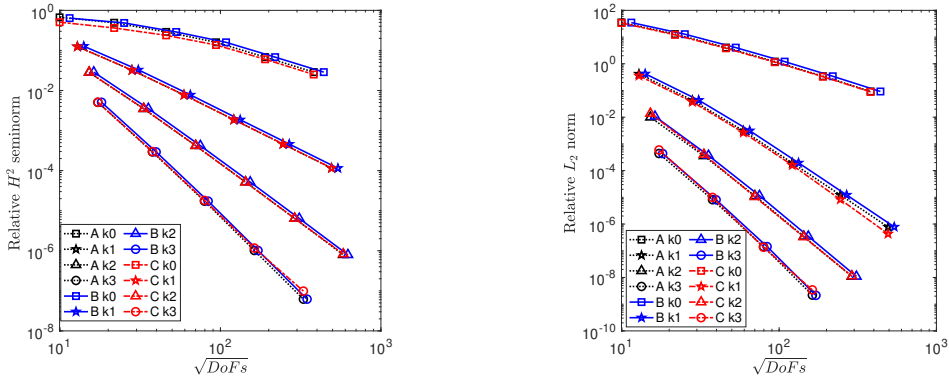 10^0
10^-2
10^-4
10^-6
10^-8
10^1
10^2
10^3
Relative H^2 seminorm
√DoFs
A k0
A k1
A k2
A k3
B k0
B k1
B k2
B k3
C k0
C k1
C k2
C k3
10^2
10^0
10^-2
10^-4
10^-6
10^-8
10^-10
10^1
10^2
10^3
Relative L_2 norm
√DoFs
A k0
A k1
A k2
A k3
B k0
B k1
B k2
B k3
C k0
C k1
C k2
C k3